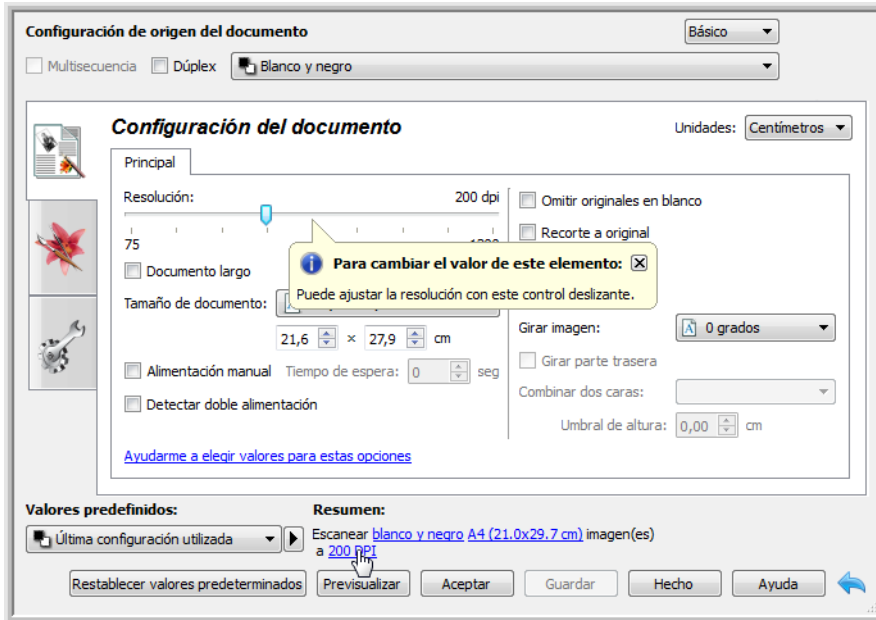 Configuración de origen del documento
Básico
Multisecuencia
Dúplex
Blanco y negro
Configuración del documento
Unidades:
Centímetros
Principal
Resolución:
200 dpi
75
Omitir originales en blanco
Recorte a original
Para cambiar el valor de este elemento:
Puede ajustar la resolución con este control deslizante.
Documento largo
Tamaño de documento:
21,6 × 27,9 cm
Girar imagen:
0 grados
Alimentación manual
Tiempo de espera: 0 seg
Girar parte trasera
Detectar doble alimentación
Combinar dos caras:
Umbral de altura: 0,00 cm
Ayudarme a elegir valores para estas opciones
Valores predefinidos:
Última configuración utilizada
Resumen:
Escanear blanco y negro A4 (21.0x29.7 cm) imagen(es)
a 200 DPI
Restablecer valores predeterminados
Previsualizar
Aceptar
Guardar
Hecho
Ayuda